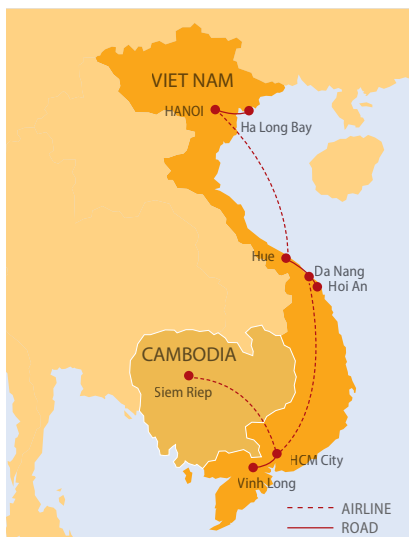 VIET NAM
HANOI
Ha Long Bay
Hue
Da Nang
Hoi An
CAMBODIA
Siem Riep
HCM City
Vinh Long
AIRLINE
ROAD